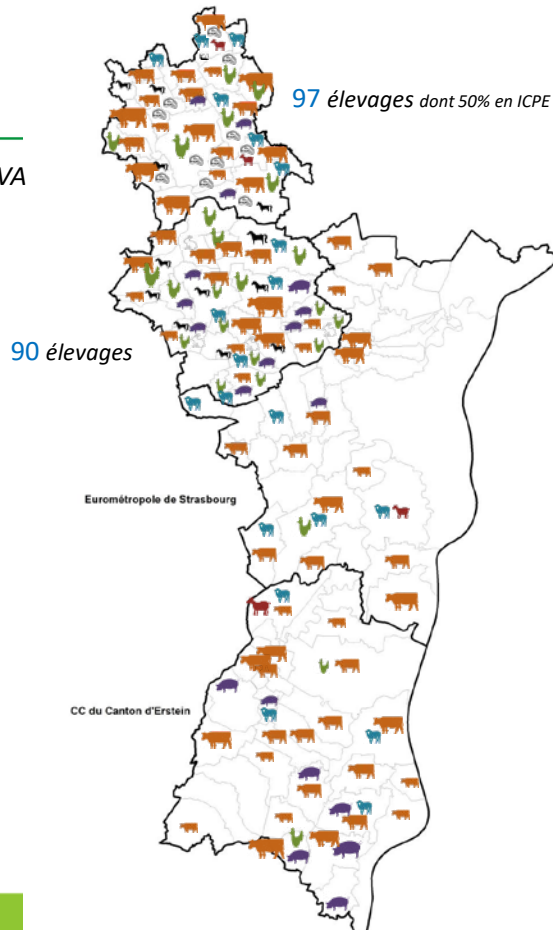 97 élevages dont 50% en ICPE
VA
90 élevages
Eurométropole de Strasbourg
CC du Canton d'Erstein